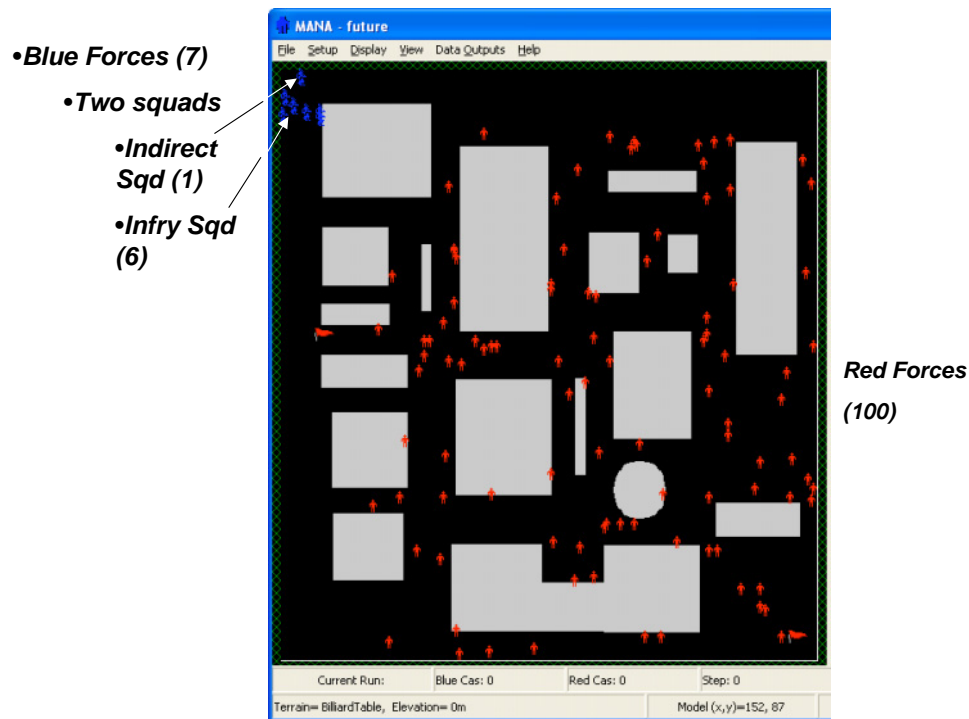 •Blue Forces (7)
•Two squads
•Indirect
Sqd (1)
•Infry Sqd
(6)
MANA - future
File Setup Display View Data Outputs Help
Red Forces
(100)
Current Run: Blue Cas: 0 Red Cas: 0 Step: 0
Terrain= BilliardTable, Elevation= 0m Model (x,y)=152, 87